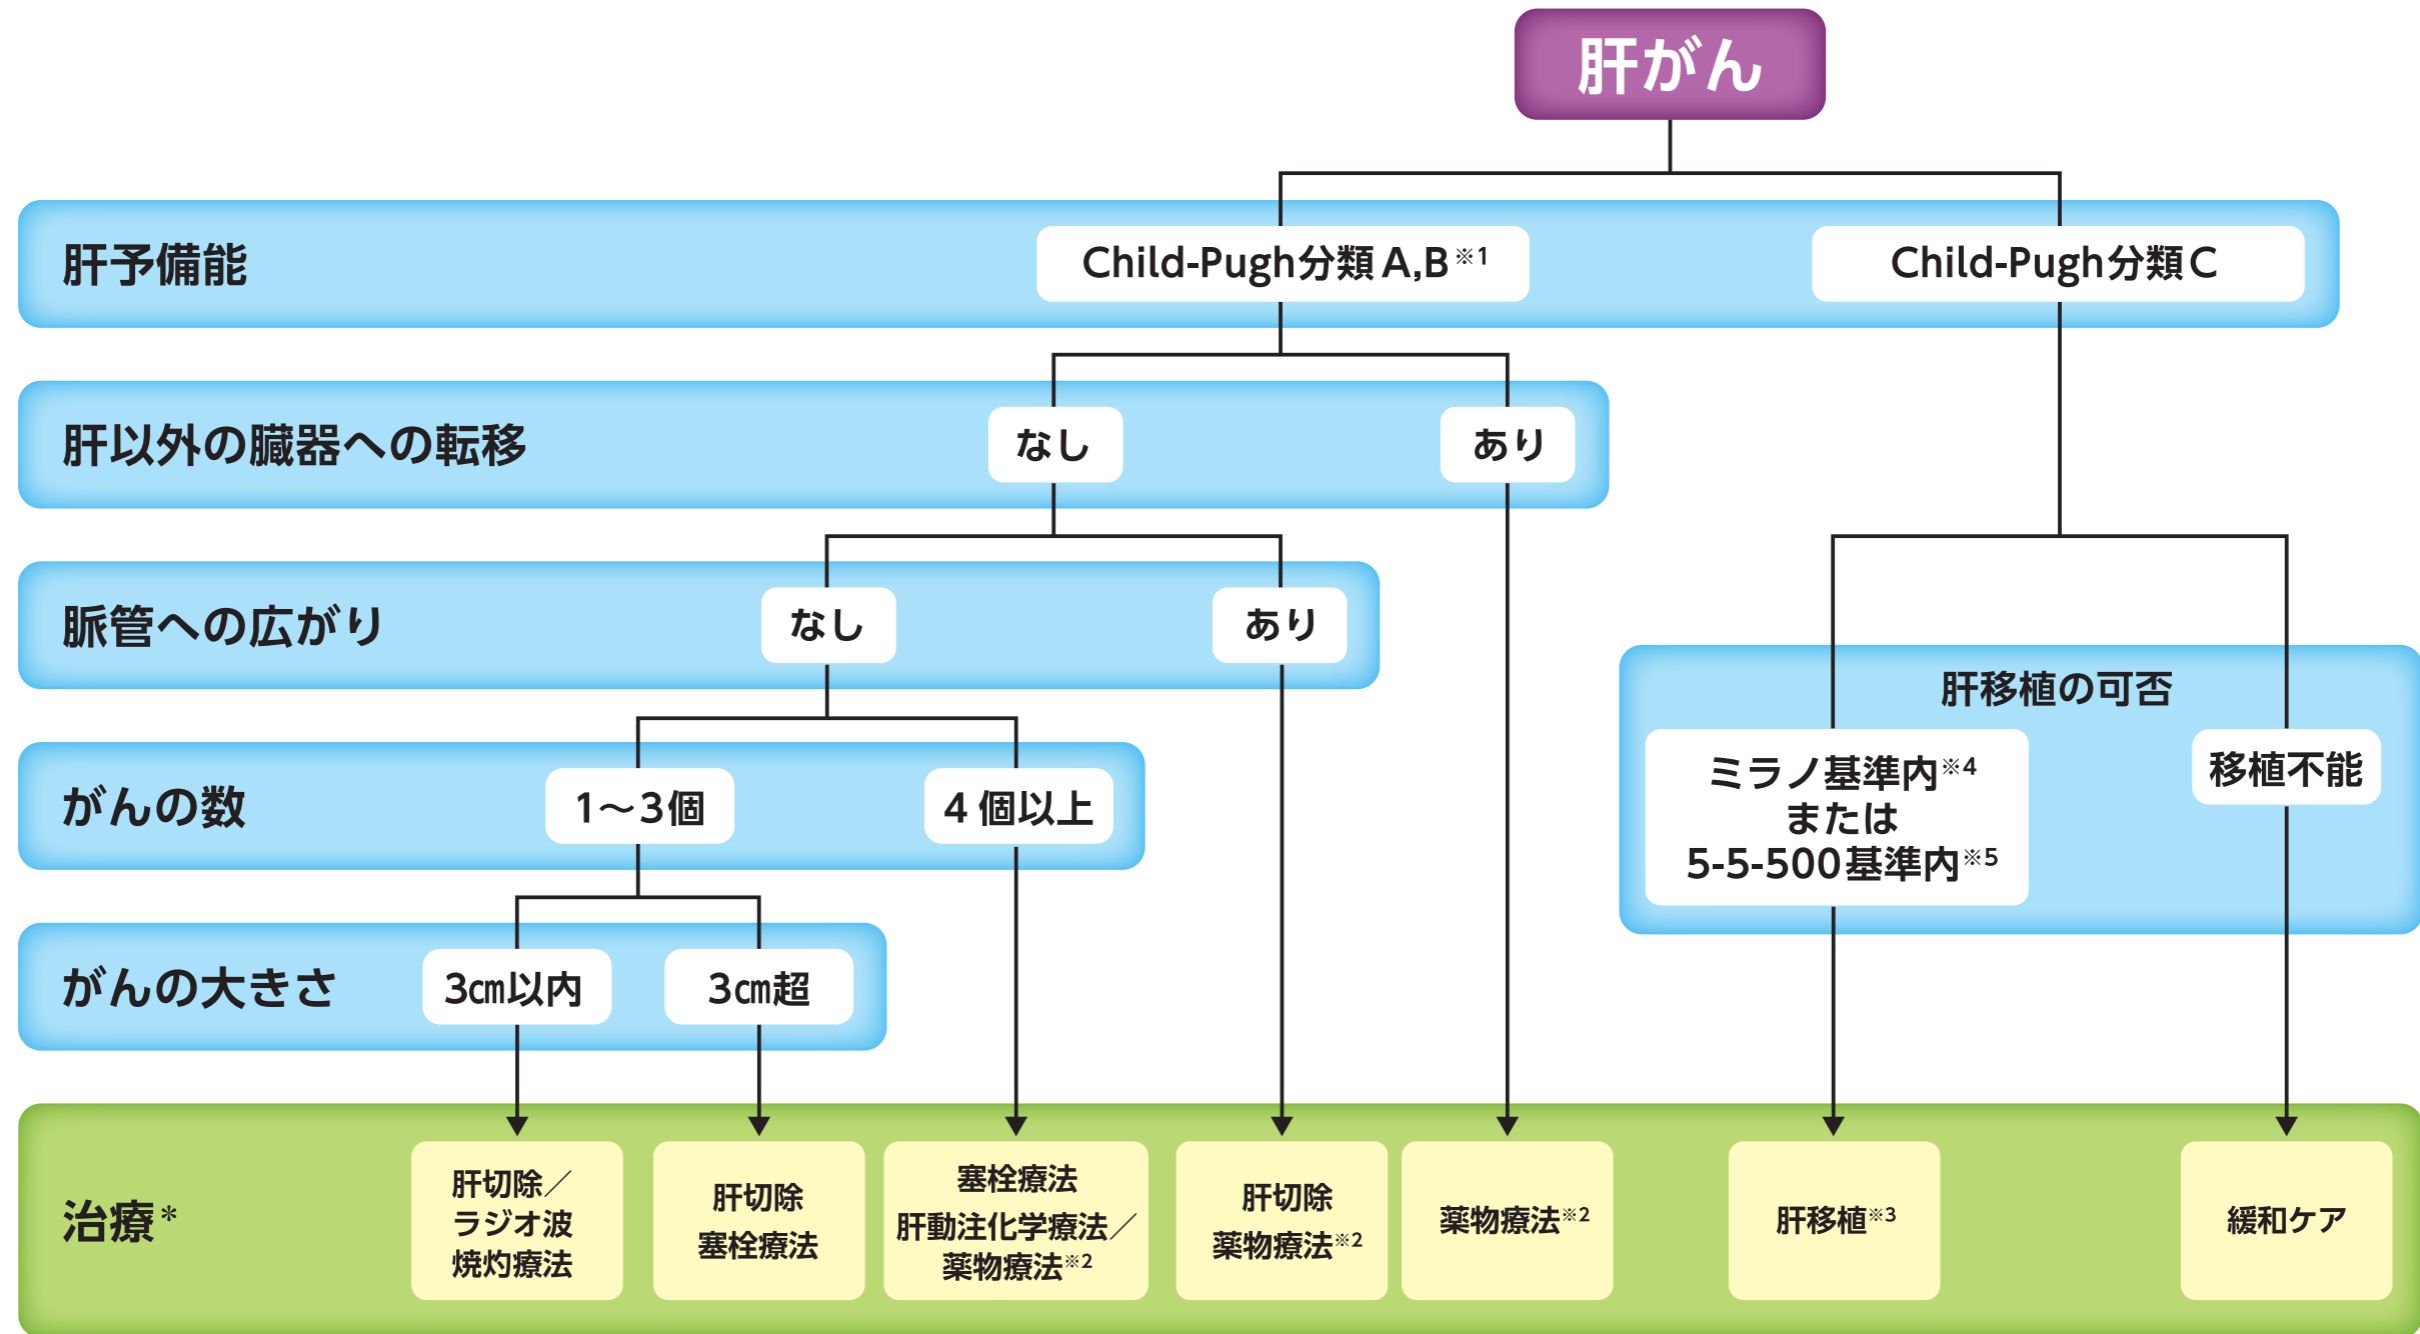 肝がん
肝予備能
Child-Pugh分類 A,B※1
Child-Pugh分類 C
肝以外の臓器への転移
なし
あり
脈管への広がり
なし
あり
肝移植の可否
ミラノ基準内※4
または
5-5-500基準内※5
移植不能
がんの数
1〜3個
4 個以上
がんの大きさ
3㎝以内
3㎝超
治療*
肝切除／
ラジオ波
焼灼療法
肝切除
塞栓療法
塞栓療法
肝動注化学療法／
薬物療法※2
肝切除
薬物療法※2
薬物療法※2
肝移植※3
緩和ケア